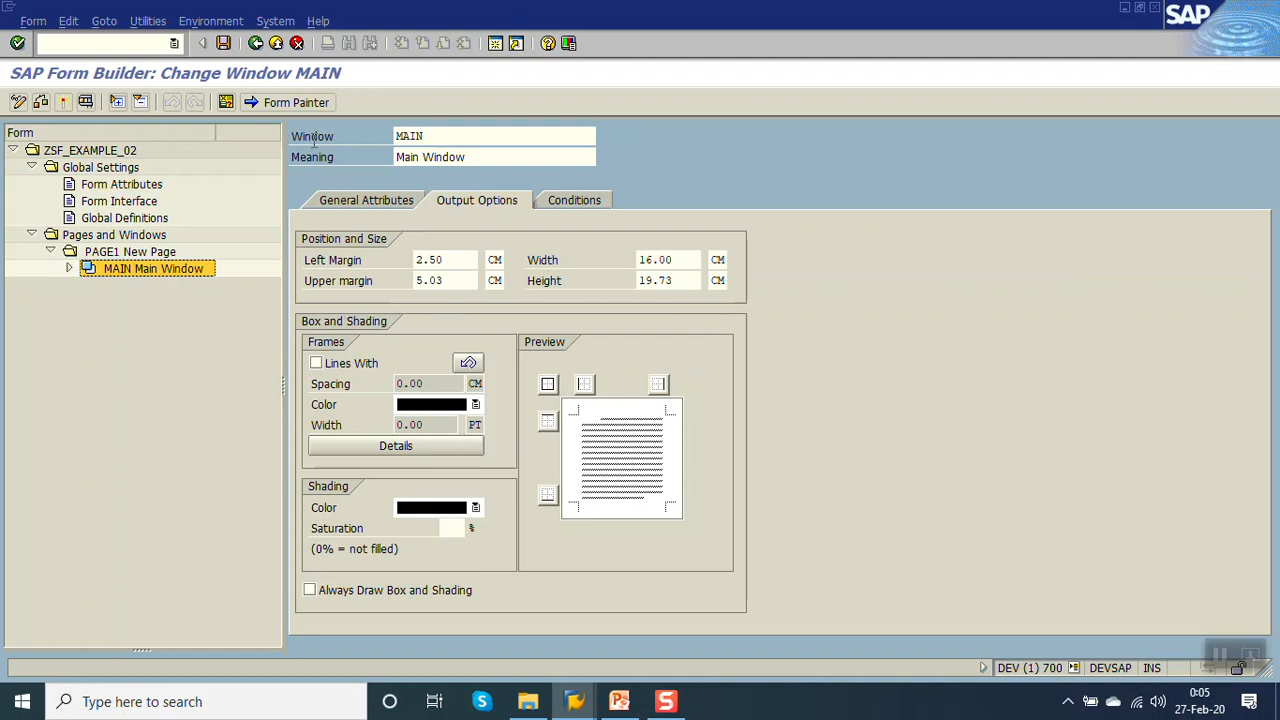 Form Edit Goto Utilities Environment System Help
SAP
SAP Form Builder: Change Window MAIN
Form Painter
Form
ZSF_EXAMPLE_02
Global Settings
Form Attributes
Form Interface
Global Definitions
Pages and Windows
PAGE1 New Page
MAIN Main Window
Window MAIN
Meaning Main Window
General Attributes Output Options Conditions
Position and Size
Left Margin 2.50 CM Width 16.00 CM
Upper margin 5.03 CM Height 19.73 CM
Box and Shading
Frames
Lines With
Spacing 0.00 CM
Color
Width 0.00 PT
Details
Preview
Shading
Color
Saturation %
(0% = not filled)
Always Draw Box and Shading
DEV (1) 700 DEVSAP INS
Type here to search
0:05
27-Feb-20